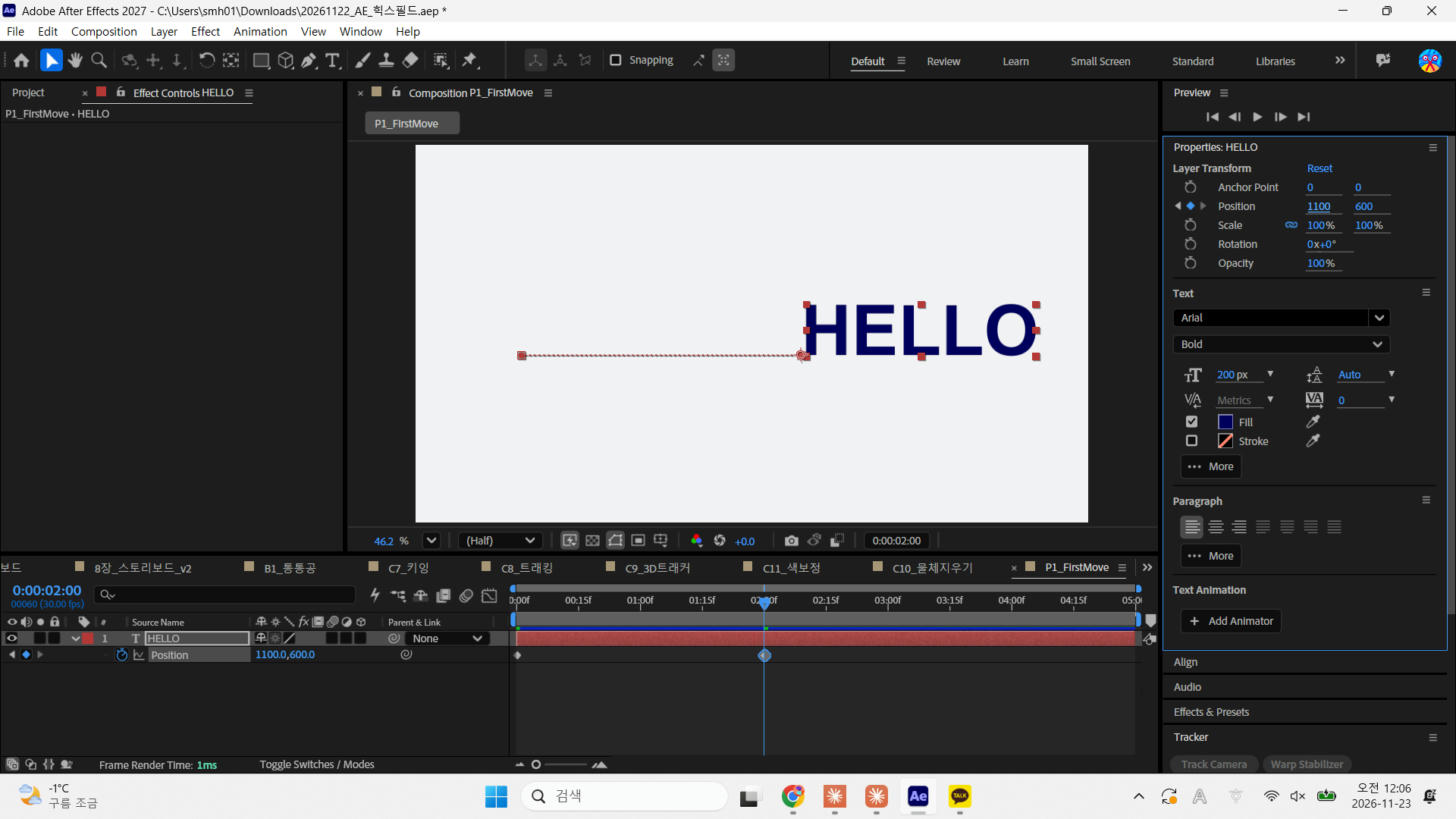 Adobe After Effects 2027 - C:\Users\smh01\Downloads\20261122_AE_힉스필드.aep *
File Edit Composition Layer Effect Animation View Window Help
Snapping
Default Review Learn Small Screen Standard Libraries
Project
Effect Controls HELLO
P1_FirstMove • HELLO
Composition P1_FirstMove
P1_FirstMove
HELLO
46.2 % (Half) +0.0 0:00:02:00
Preview
Properties: HELLO
Layer Transform Reset
Anchor Point 0 0
Position 1100 600
Scale 100% 100%
Rotation 0x+0°
Opacity 100%
Text
Arial
Bold
200 px Auto
Metrics 0
Fill
Stroke
More
Paragraph
More
Text Animation
Add Animator
Align
Audio
Effects & Presets
Tracker
Track Camera Warp Stabilizer
보드 8장_스토리보드_v2 B1_통통공 C7_키잉 C8_트래킹 C9_3D트래커 C11_색보정 C10_물체지우기 P1_FirstMove
0:00:02:00
00060 (30.00 fps)
:00f 00:15f 01:00f 01:15f 02:00f 02:15f 03:00f 03:15f 04:00f 04:15f 05:0
# Source Name fx Parent & Link
1 T HELLO None
Position 1100.0,600.0
Frame Render Time: 1ms Toggle Switches / Modes
-1°C
구름 조금
검색
Ae
TALK
오전 12:06
2026-11-23